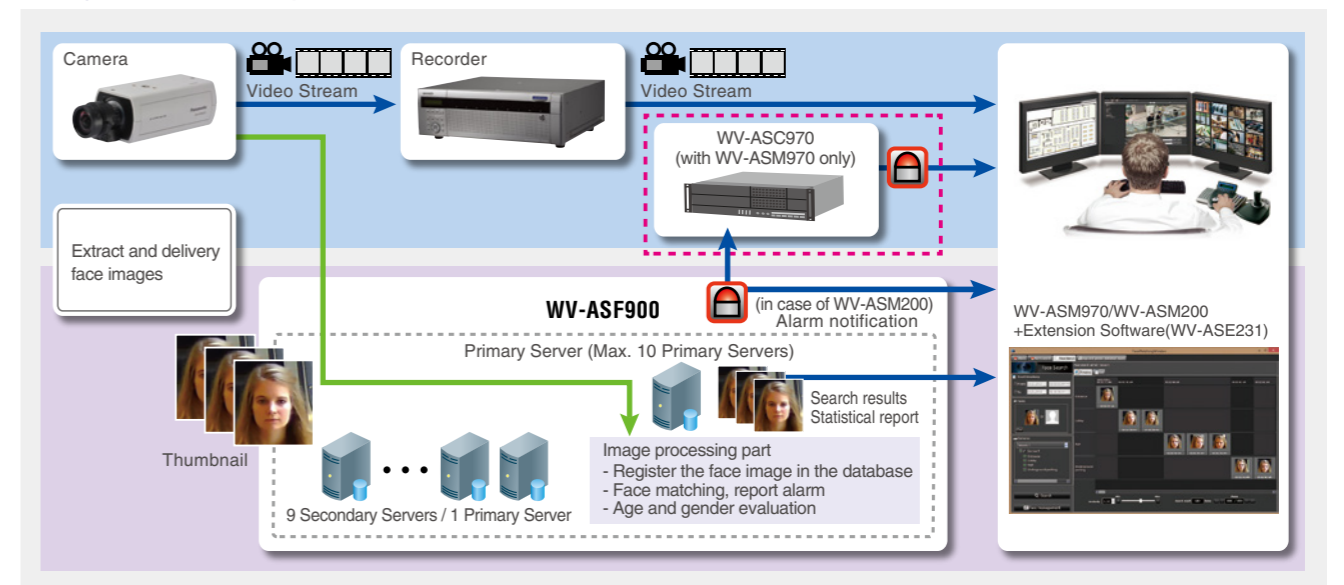 Camera
Video Stream
Recorder
Video Stream
WV-ASC970
(with WV-ASM970 only)
Extract and delivery
face images
WV-ASF900
(in case of WV-ASM200)
Alarm notification
WV-ASM970/WV-ASM200
+Extension Software(WV-ASE231)
Primary Server (Max. 10 Primary Servers)
Search results
Statistical report
Thumbnail
Image processing part
- Register the face image in the database
- Face matching, report alarm
- Age and gender evaluation
9 Secondary Servers / 1 Primary Server